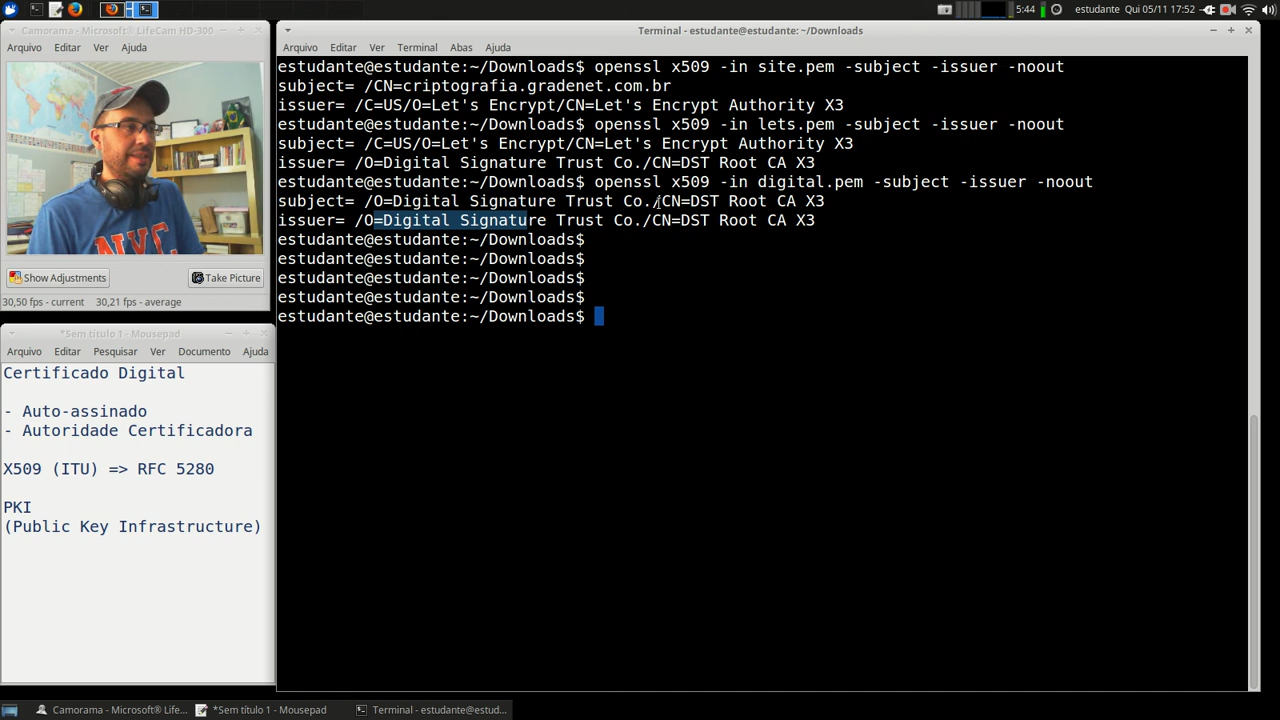 5:44 estudante Qui 05/11 17:52
Camorama - Microsoft® LifeCam HD-300
Arquivo Editar Ver Ajuda
Show Adjustments Take Picture
30,50 fps - current 30,21 fps - average
*Sem título 1 - Mousepad
Arquivo Editar Pesquisar Ver Documento Ajuda
Certificado Digital
- Auto-assinado
- Autoridade Certificadora
X509 (ITU) => RFC 5280
PKI
(Public Key Infrastructure)
Terminal - estudante@estudante:~/Downloads
Arquivo Editar Ver Terminal Abas Ajuda
estudante@estudante:~/Downloads$ openssl x509 -in site.pem -subject -issuer -noout
subject= /CN=criptografia.gradenet.com.br
issuer= /C=US/O=Let's Encrypt/CN=Let's Encrypt Authority X3
estudante@estudante:~/Downloads$ openssl x509 -in lets.pem -subject -issuer -noout
subject= /C=US/O=Let's Encrypt/CN=Let's Encrypt Authority X3
issuer= /O=Digital Signature Trust Co./CN=DST Root CA X3
estudante@estudante:~/Downloads$ openssl x509 -in digital.pem -subject -issuer -noout
subject= /O=Digital Signature Trust Co./CN=DST Root CA X3
issuer= /O=Digital Signature Trust Co./CN=DST Root CA X3
estudante@estudante:~/Downloads$
estudante@estudante:~/Downloads$
estudante@estudante:~/Downloads$
estudante@estudante:~/Downloads$
estudante@estudante:~/Downloads$
Camorama - Microsoft® Life... *Sem título 1 - Mousepad Terminal - estudante@estud...
NYC